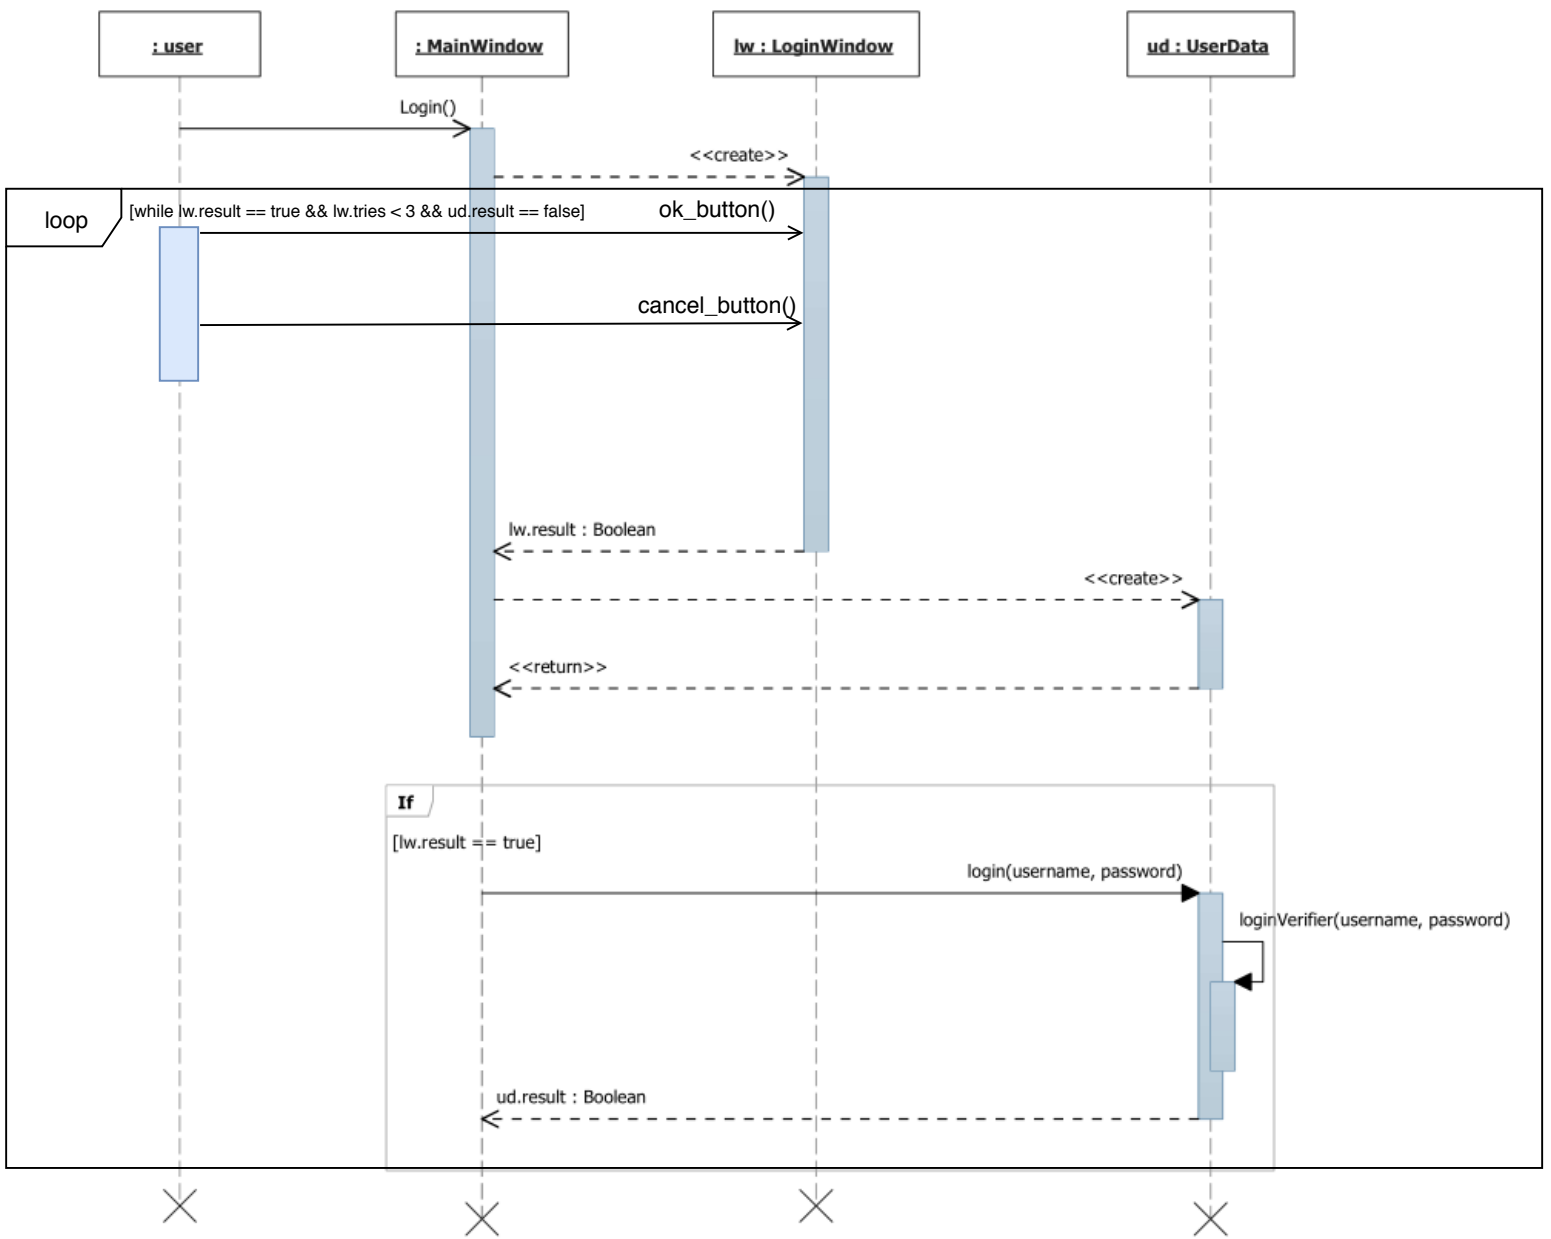 : user
: MainWindow
lw : LoginWindow
ud : UserData
Login()
<<create>>
loop
[while lw.result == true && lw.tries < 3 && ud.result == false]
ok_button()
cancel_button()
lw.result : Boolean
<<create>>
<<return>>
If
[lw.result == true]
login(username, password)
loginVerifier(username, password)
ud.result : Boolean